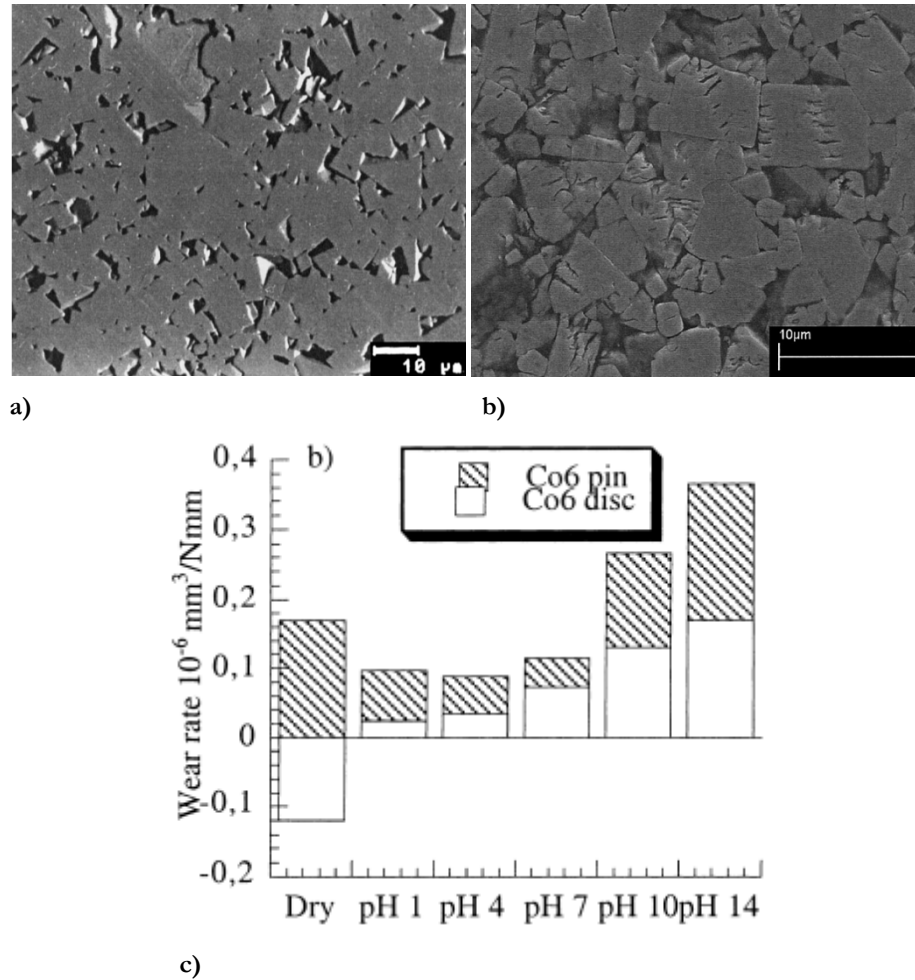 10 µm
10µm
a)
b)
b)
Co6 pin
Co6 disc
Wear rate 10⁻⁶ mm³/Nmm
0,4
0,3
0,2
0,1
0
-0,1
-0,2
Dry pH 1 pH 4 pH 7 pH 10 pH 14
c)